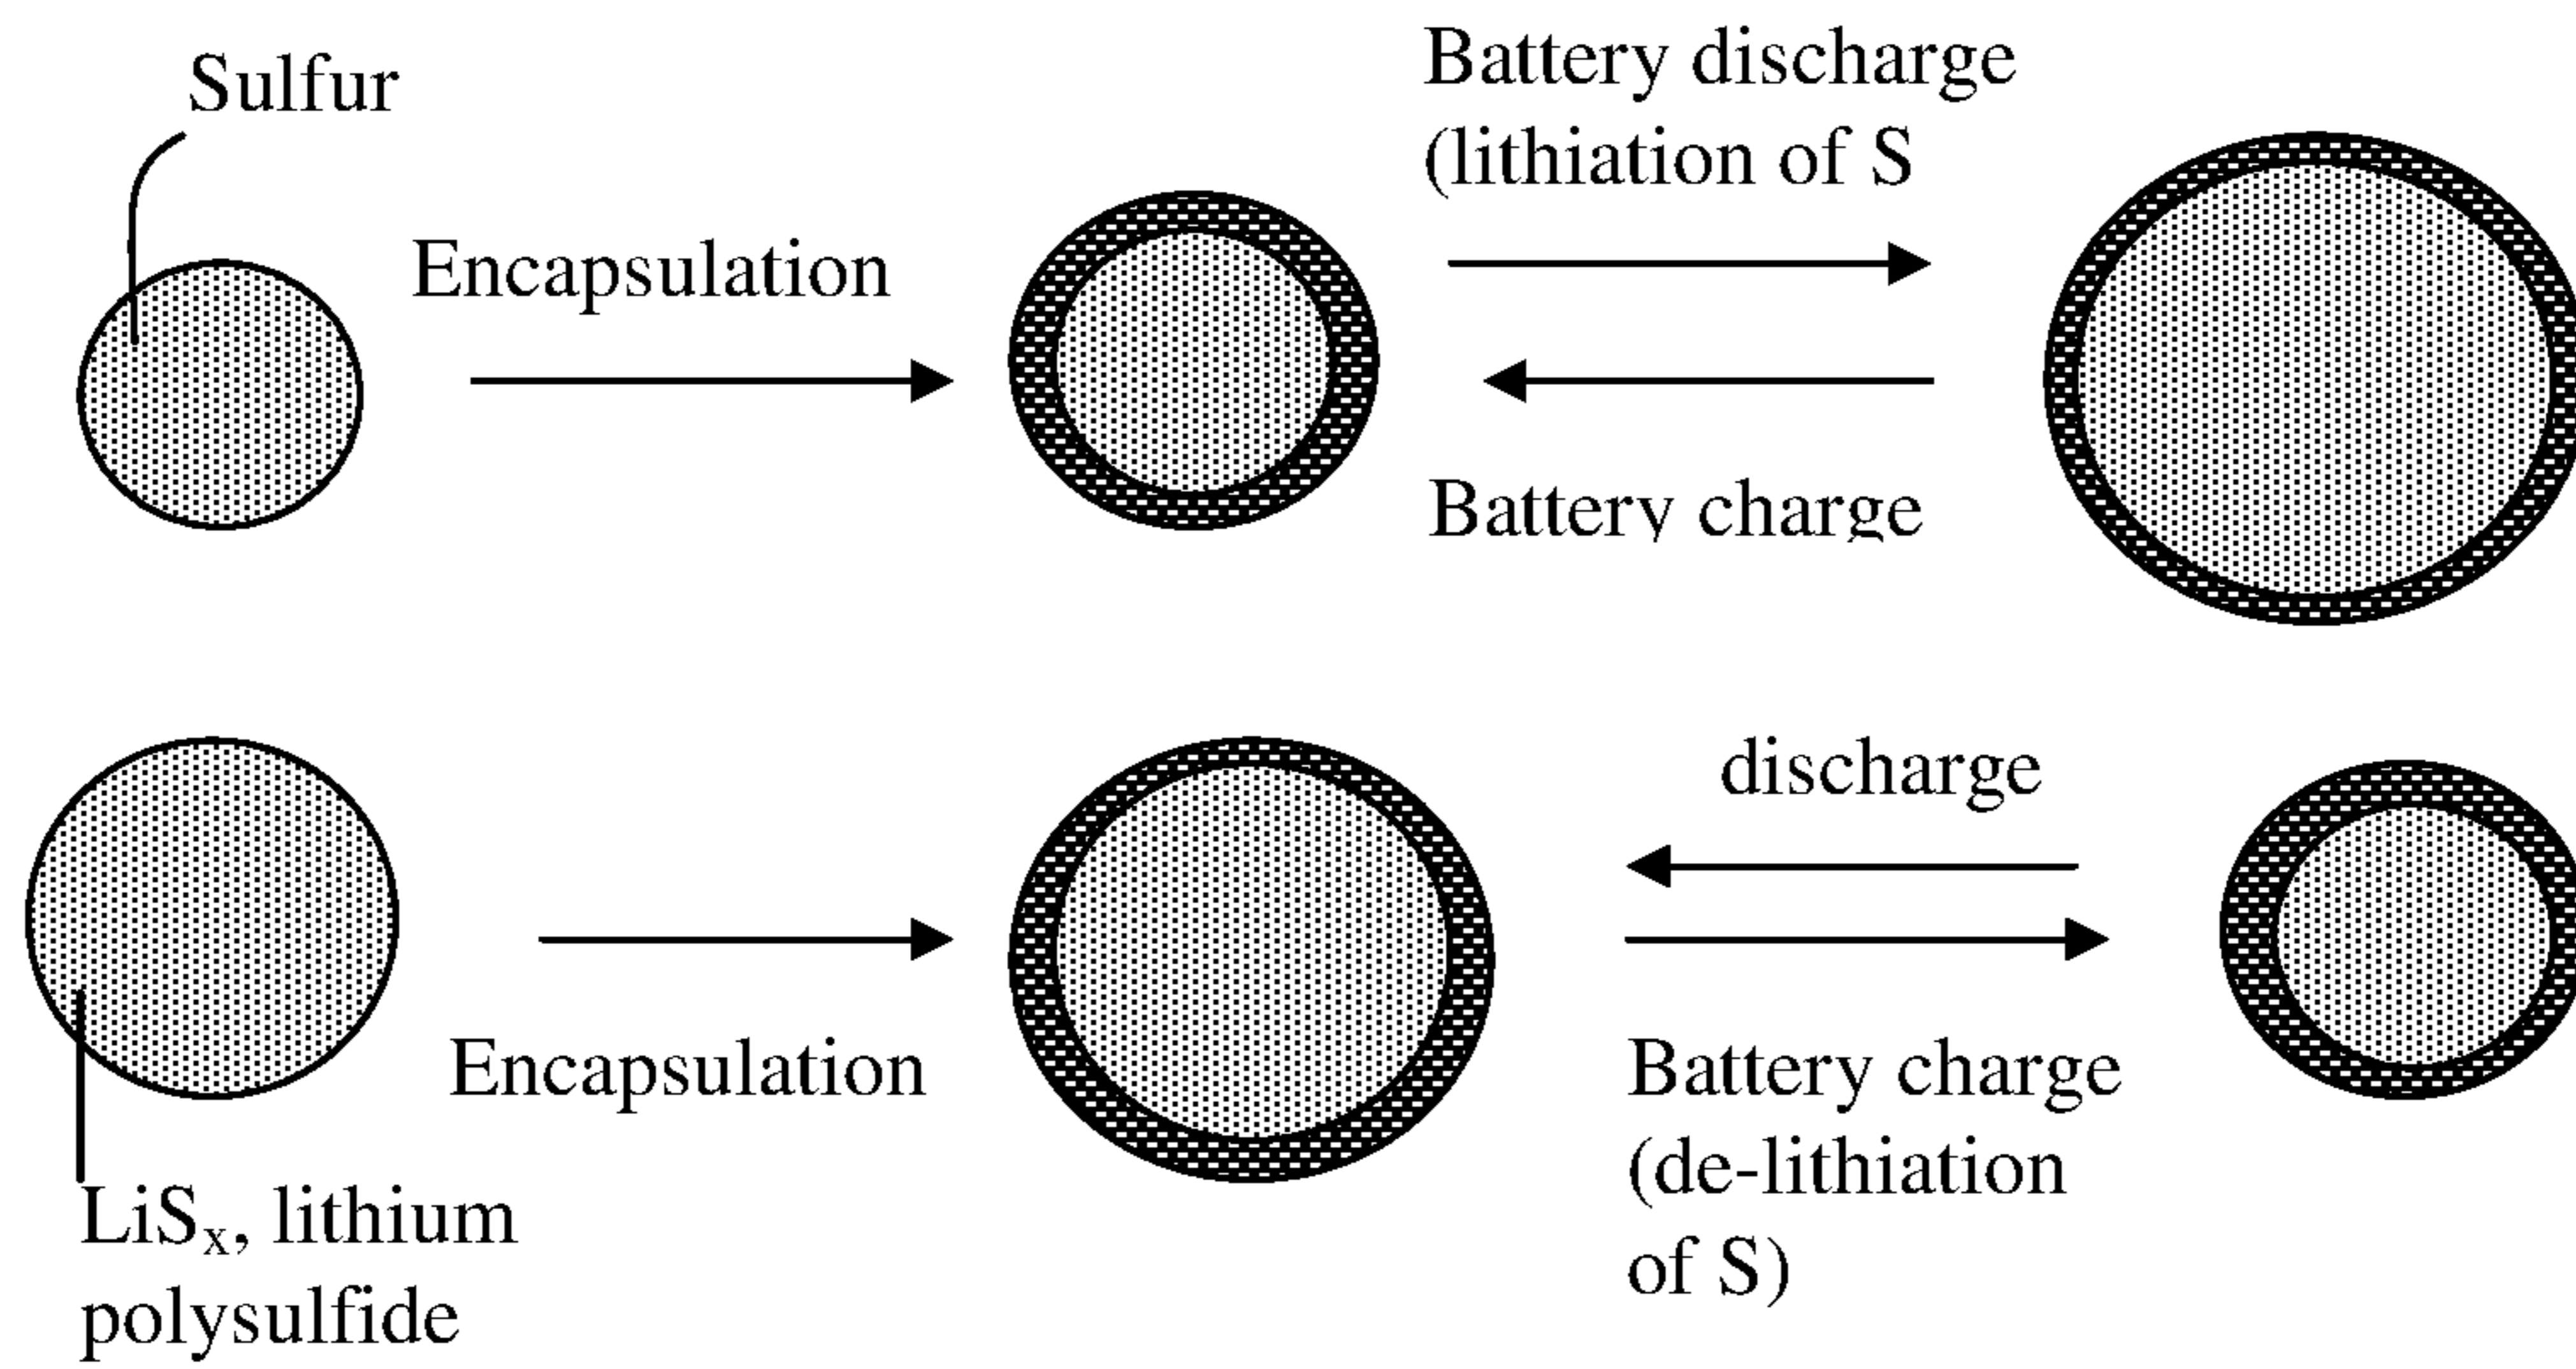 Sulfur
Encapsulation
Battery discharge
(lithiation of S
Battery charge
discharge
Encapsulation
Battery charge
(de-lithiation
of S)
LiSₓ, lithium
polysulfide